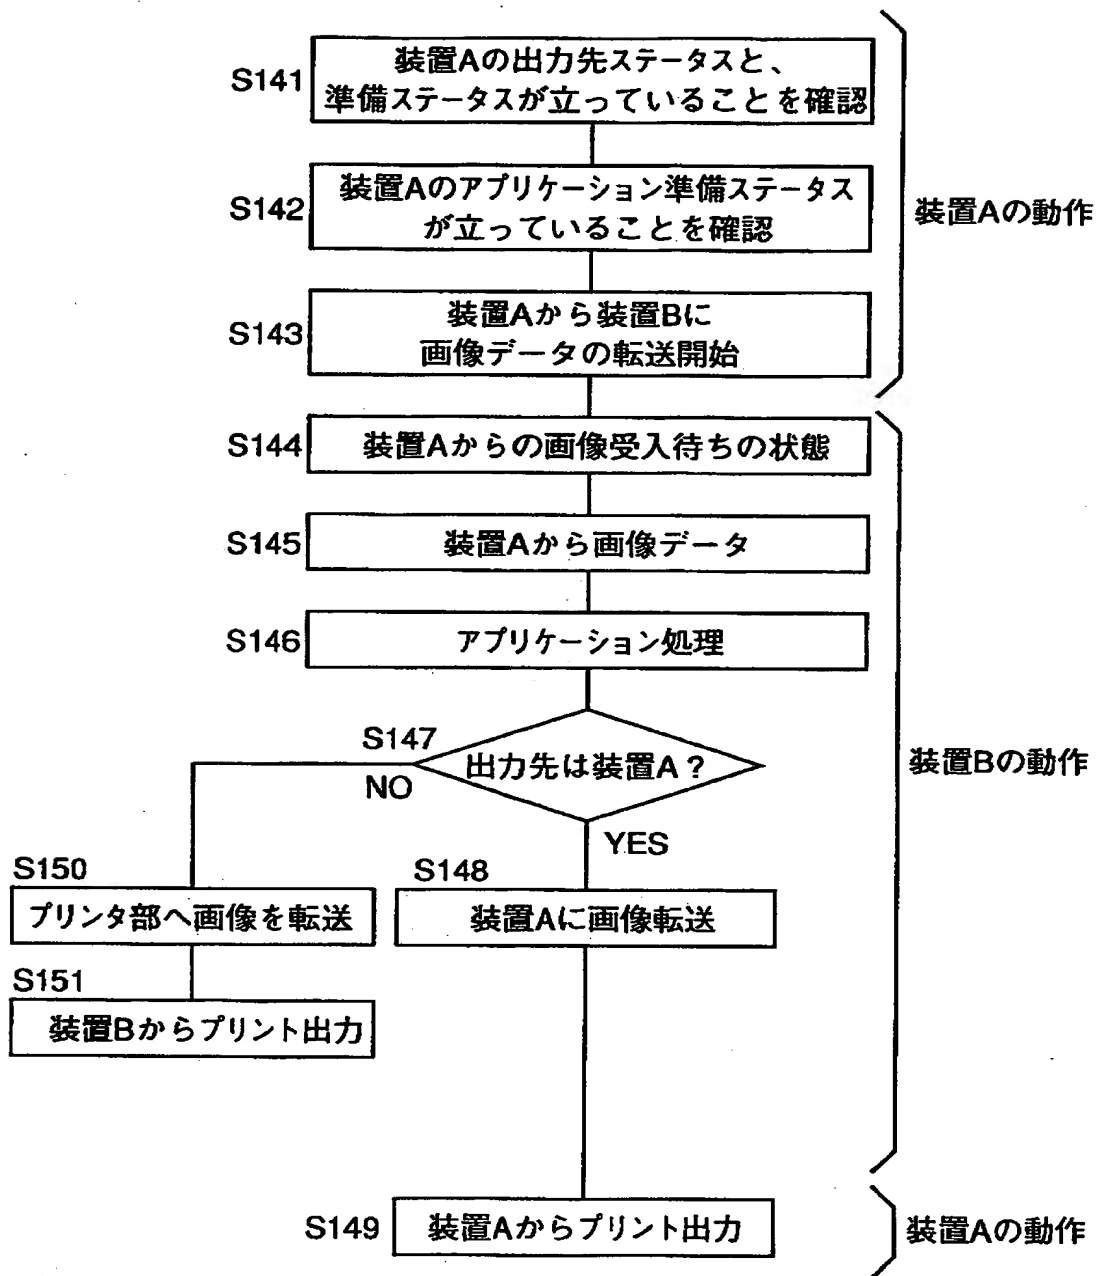 S141
装置Aの出力先ステータスと、
準備ステータスが立っていることを確認
S142
装置Aのアプリケーション準備ステータス
が立っていることを確認
装置Aの動作
S143
装置Aから装置Bに
画像データの転送開始
S144
装置Aからの画像受入待ちの状態
S145
装置Aから画像データ
S146
アプリケーション処理
S147
出力先は装置A?
NO
YES
装置Bの動作
S150
プリンタ部へ画像を転送
S148
装置Aに画像転送
S151
装置Bからプリント出力
S149
装置Aからプリント出力
装置Aの動作